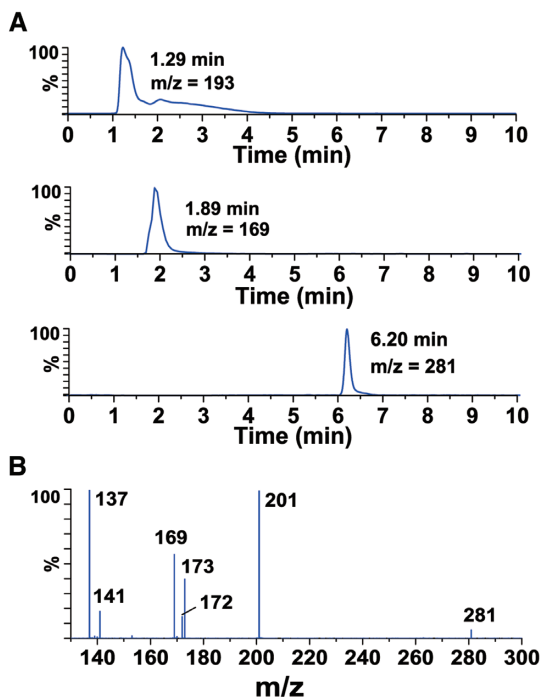 A
100
%
1.29 min
m/z = 193
0 1 2 3 4 5 6 7 8 9 10
Time (min)
100
%
1.89 min
m/z = 169
0 1 2 3 4 5 6 7 8 9 10
Time (min)
100
%
6.20 min
m/z = 281
0 1 2 3 4 5 6 7 8 9 10
Time (min)
B
100
%
137
201
169
173
141
172
281
140 160 180 200 220 240 260 280 300
m/z